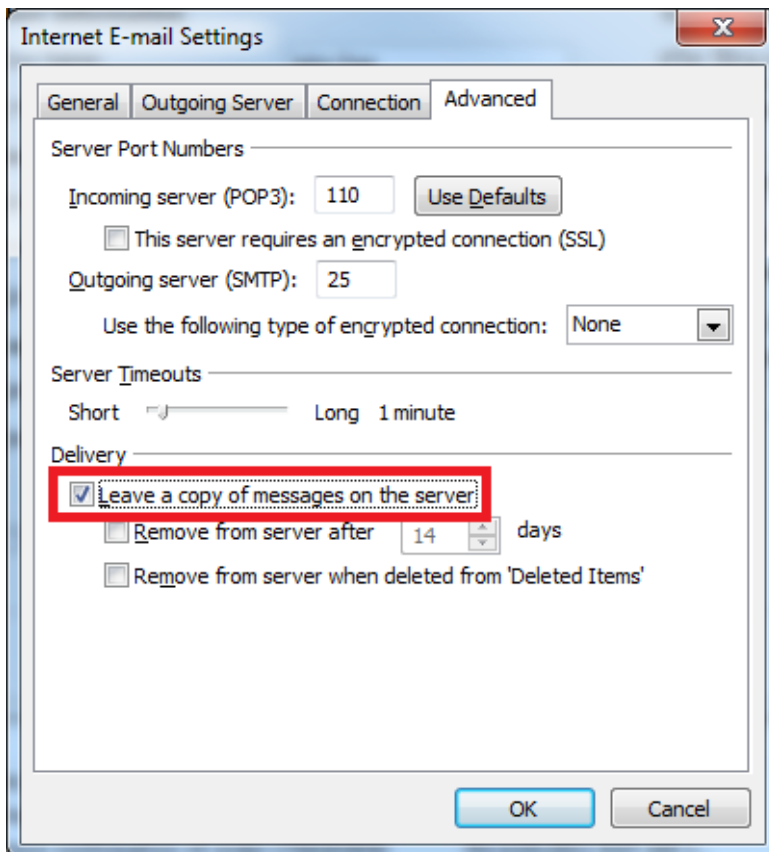 Internet E-mail Settings
General Outgoing Server Connection Advanced
Server Port Numbers
Incoming server (POP3): 110 Use Defaults
This server requires an encrypted connection (SSL)
Outgoing server (SMTP): 25
Use the following type of encrypted connection: None
Server Timeouts
Short Long 1 minute
Delivery
Leave a copy of messages on the server
Remove from server after 14 days
Remove from server when deleted from 'Deleted Items'
OK Cancel